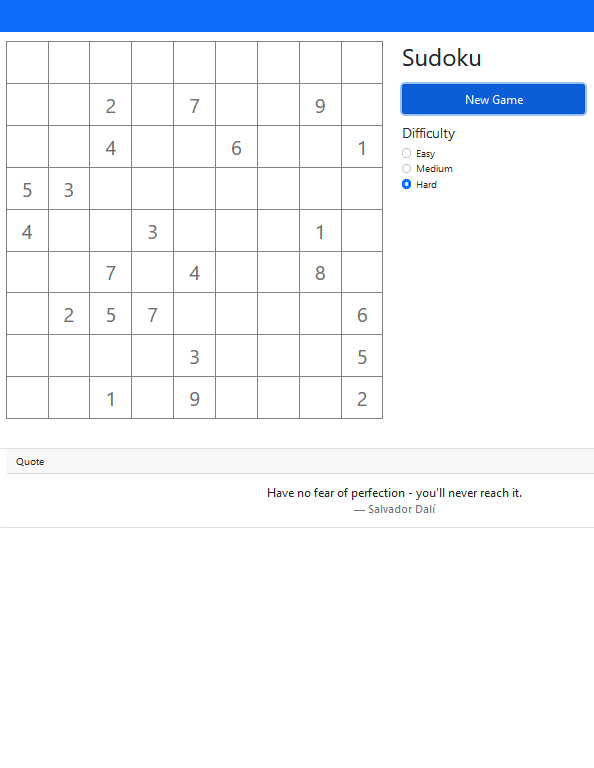 Sudoku
New Game
Difficulty
Easy
Medium
Hard
2 7 9
4 6 1
5 3
4 3 1
7 4 8
2 5 7 6
3 5
1 9 2
Quote
Have no fear of perfection - you'll never reach it.
— Salvador Dalí